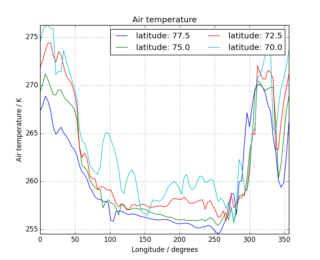 Air temperature
latitude: 77.5
latitude: 75.0
latitude: 72.5
latitude: 70.0
Air temperature / K
275
270
265
260
255
0 50 100 150 200 250 300 350
Longitude / degrees